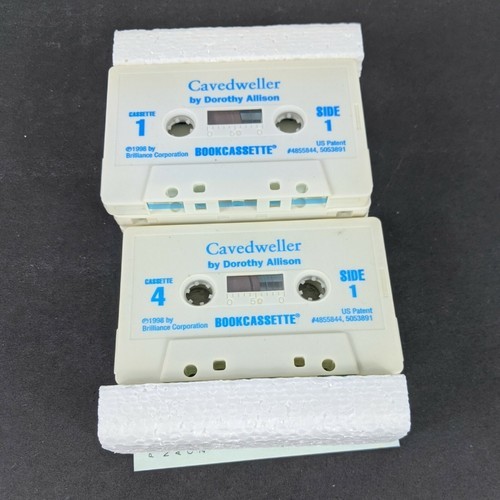 Cavedweller
by Dorothy Allison
CASSETTE
1
SIDE
1
℗1998 by
Brilliance Corporation
BOOKCASSETTE®
US Patent
#4855844, 5053891
Cavedweller
by Dorothy Allison
CASSETTE
4
SIDE
1
50
℗1998 by
Brilliance Corporation
BOOKCASSETTE®
US Patent
#4855844, 5053891